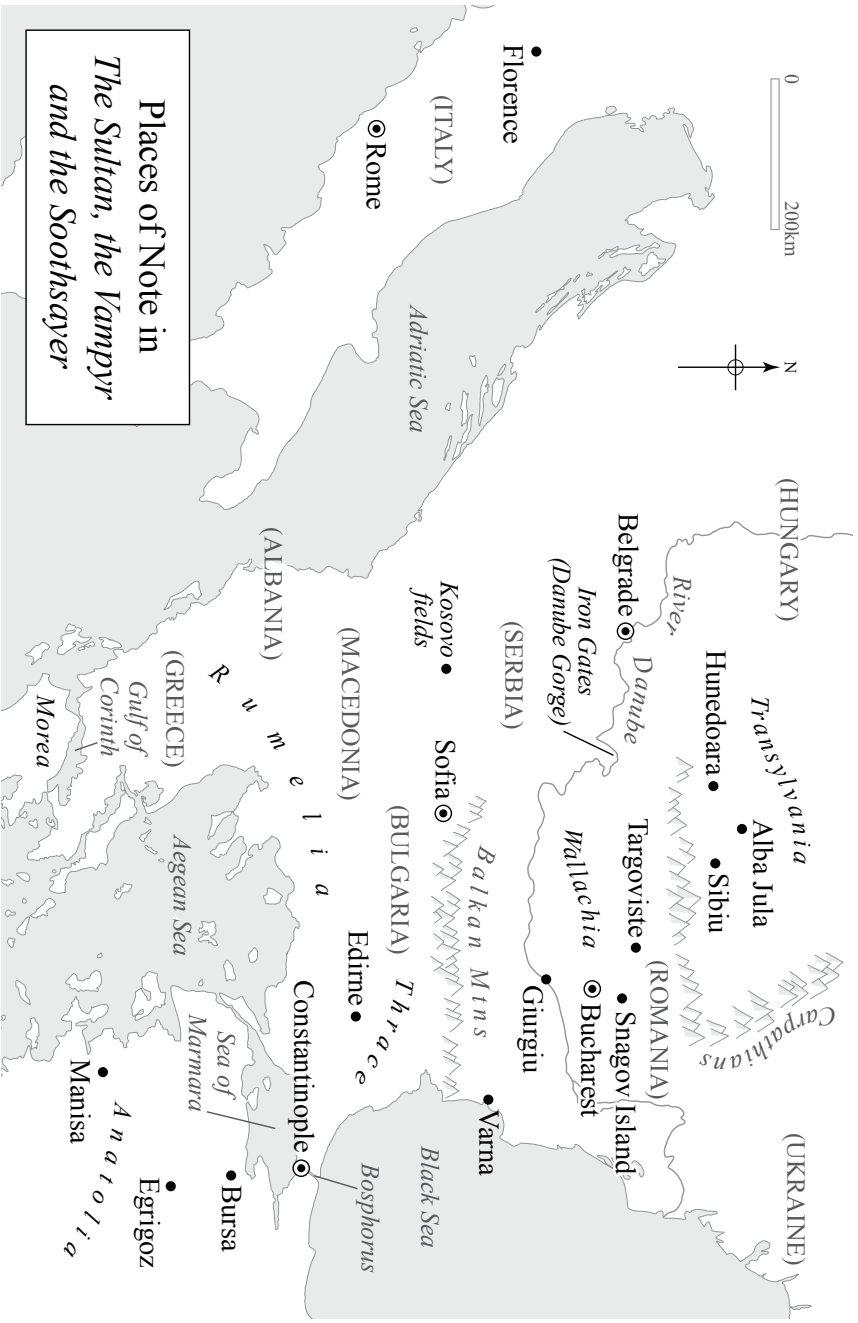 0 200km
N
(HUNGARY)
(UKRAINE)
Transylvania
Alba Jula
Hunedoara
Sibiu
Carpathians
River Danube
Belgrade
Iron Gates
(Danube Gorge)
Targoviste
(ROMANIA)
Snagov Island
Wallachia
Bucharest
Giurgiu
Florence
(ITALY)
Rome
Adriatic Sea
(SERBIA)
Kosovo
fields
Sofia
Balkan Mtns
Varna
Black Sea
(MACEDONIA)
(BULGARIA)
Thrace
Edirne
Bosphorus
(ALBANIA)
Rumelia
Constantinople
Sea of
Marmara
Bursa
(GREECE)
Aegean Sea
Egrigoz
Gulf of
Corinth
Morea
Manisa
Anatolia
Places of Note in
The Sultan, the Vampyr
and the Soothsayer